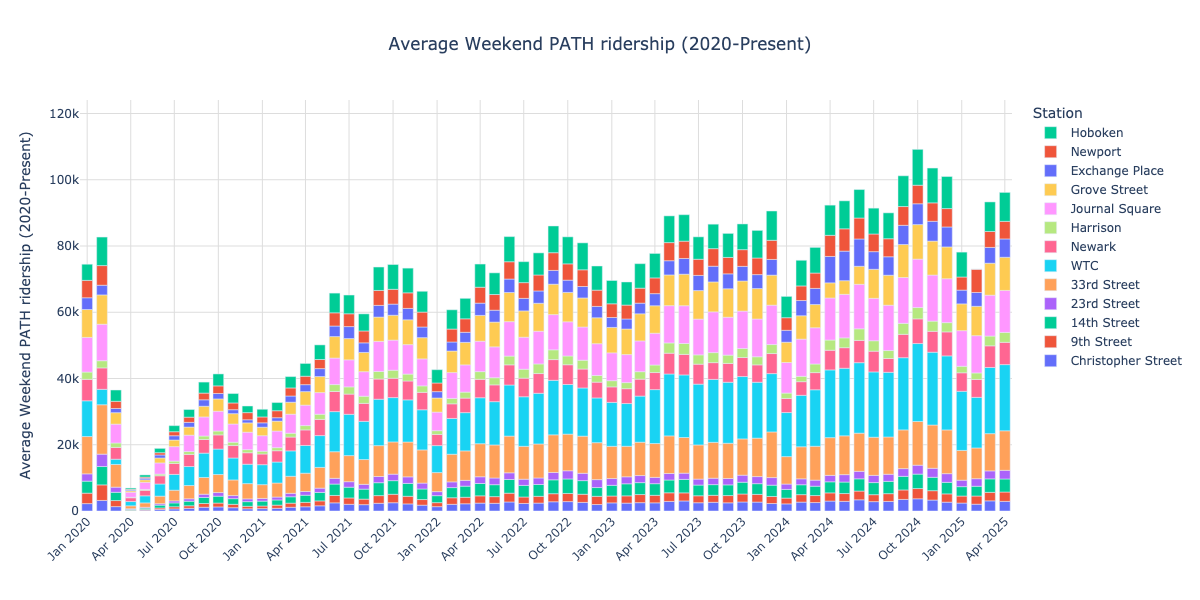 Average Weekend PATH ridership (2020-Present)
Average Weekend PATH ridership (2020-Present)
120k
100k
80k
60k
40k
20k
0
Jan 2020
Apr 2020
Jul 2020
Oct 2020
Jan 2021
Apr 2021
Jul 2021
Oct 2021
Jan 2022
Apr 2022
Jul 2022
Oct 2022
Jan 2023
Apr 2023
Jul 2023
Oct 2023
Jan 2024
Apr 2024
Jul 2024
Oct 2024
Jan 2025
Apr 2025
Station
Hoboken
Newport
Exchange Place
Grove Street
Journal Square
Harrison
Newark
WTC
33rd Street
23rd Street
14th Street
9th Street
Christopher Street